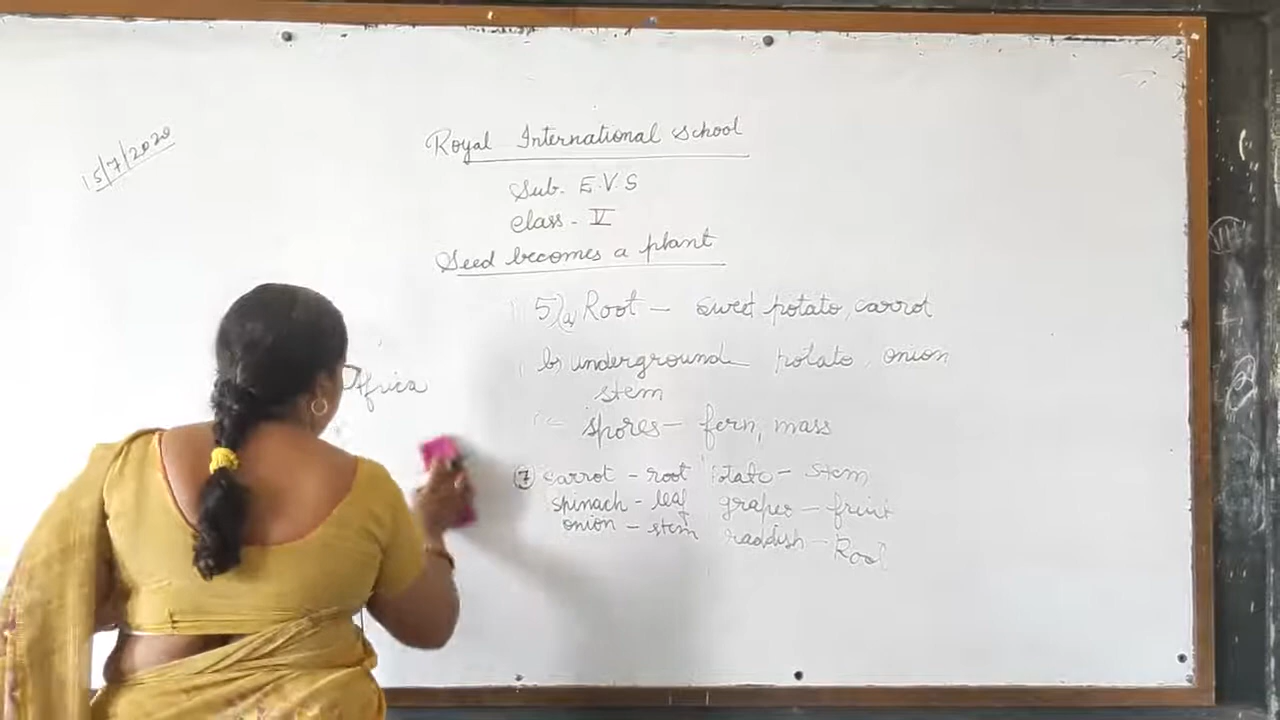 15/7/2020
Royal International School
Sub. E.V.S
class - V
Seed becomes a plant
5) a) Root - sweet potato, carrot
b) underground potato, onion
stem
spores - fern, mass
Africa
7 carrot - root Potato - stem
spinach - leaf grapes - fruit
onion - stem raddish - Root